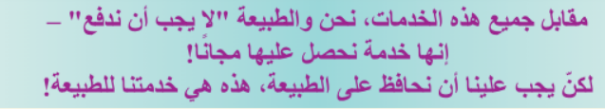 مقابل جميع هذه الخدمات، نحن والطبيعة "لا يجب أن ندفع" –
إنها خدمة نحصل عليها مجانًا!
لكنّ يجب علينا أن نحافظ على الطبيعة، هذه هي خدمتنا للطبيعة!